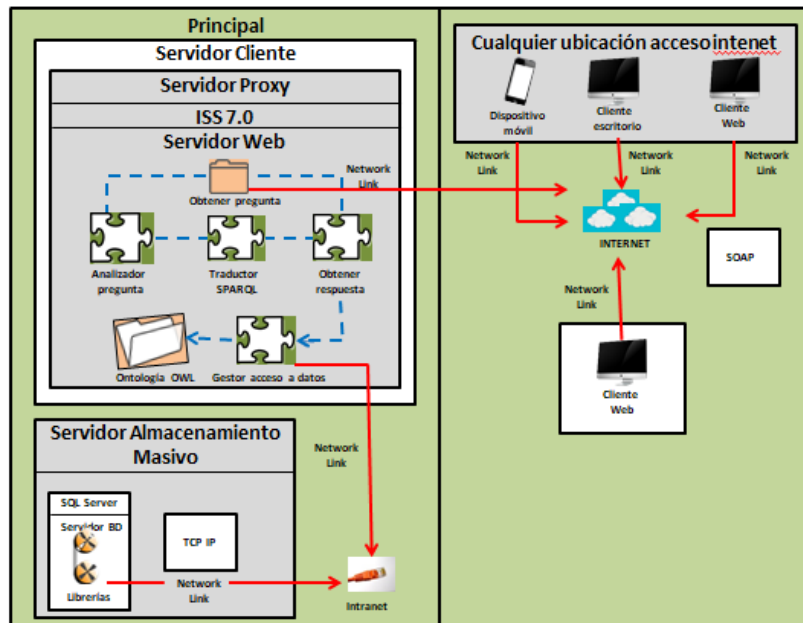 Principal
Servidor Cliente
Servidor Proxy
ISS 7.0
Servidor Web
Network
Link
Obtener pregunta
Analizador
pregunta
Traductor
SPARQL
Obtener
respuesta
Ontología OWL
Gestor acceso a datos
Servidor Almacenamiento
Masivo
SQL Server
Servidor BD
Librerías
TCP IP
Network
Link
Network
Link
Intranet
Cualquier ubicación acceso intenet
Dispositivo
móvil
Cliente
escritorio
Cliente
Web
Network
Link
Network
Link
Network
Link
INTERNET
SOAP
Network
Link
Cliente
Web